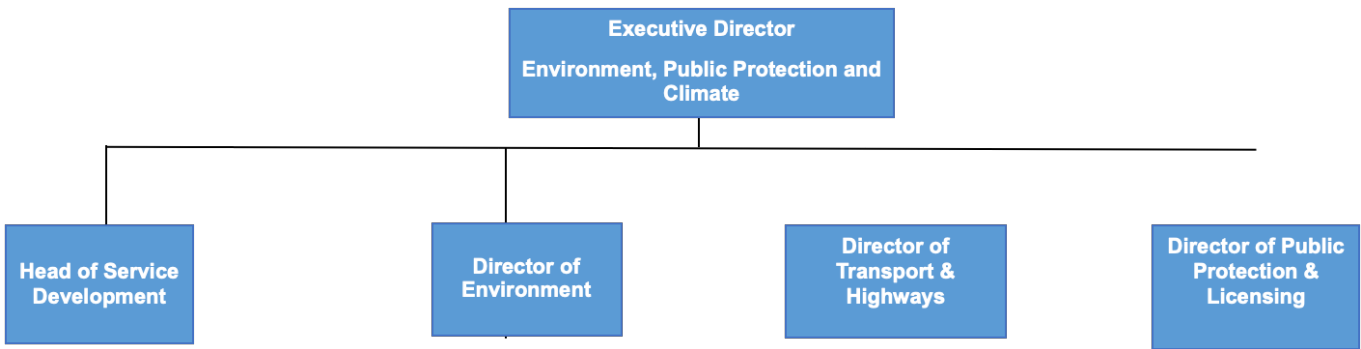 Executive Director
Environment, Public Protection and
Climate
Head of Service
Development
Director of
Environment
Director of
Transport &
Highways
Director of Public
Protection &
Licensing